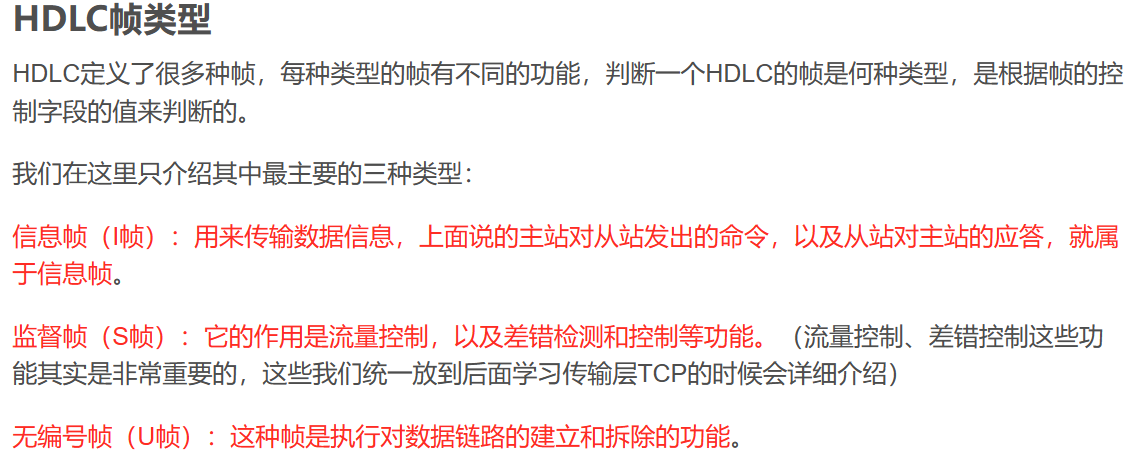 HDLC帧类型
HDLC定义了很多种帧，每种类型的帧有不同的功能，判断一个HDLC的帧是何种类型，是根据帧的控
制字段的值来判断的。
我们在这里只介绍其中最主要的三种类型：
信息帧（I帧）：用来传输数据信息，上面说的主站对从站发出的命令，以及从站对主站的应答，就属
于信息帧。
监督帧（S帧）：它的作用是流量控制，以及差错检测和控制等功能。（流量控制、差错控制这些功
能其实是非常重要的，这些我们统一放到后面学习传输层TCP的时候会详细介绍）
无编号帧（U帧）：这种帧是执行对数据链路的建立和拆除的功能。